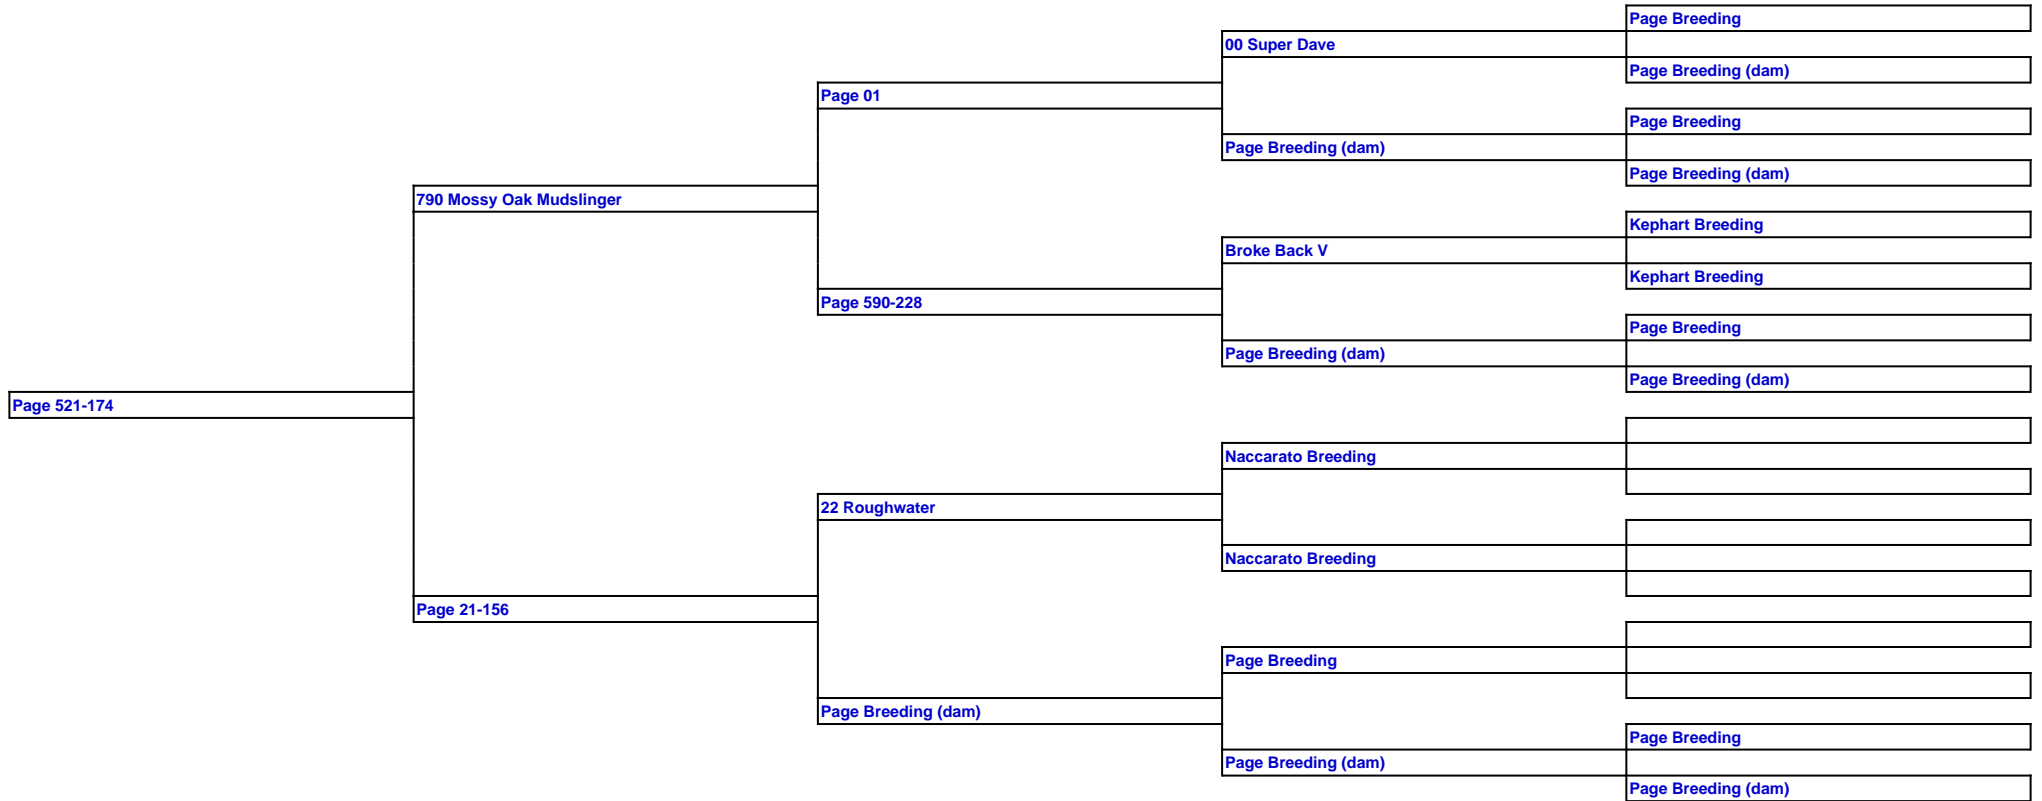 Page Breeding
00 Super Dave
Page Breeding (dam)
Page 01
Page Breeding
Page Breeding (dam)
Page Breeding (dam)
790 Mossy Oak Mudslinger
Kephart Breeding
Broke Back V
Kephart Breeding
Page 590-228
Page Breeding
Page Breeding (dam)
Page Breeding (dam)
Page 521-174
Naccarato Breeding
22 Roughwater
Naccarato Breeding
Page 21-156
Page Breeding
Page Breeding (dam)
Page Breeding
Page Breeding (dam)
Page Breeding (dam)